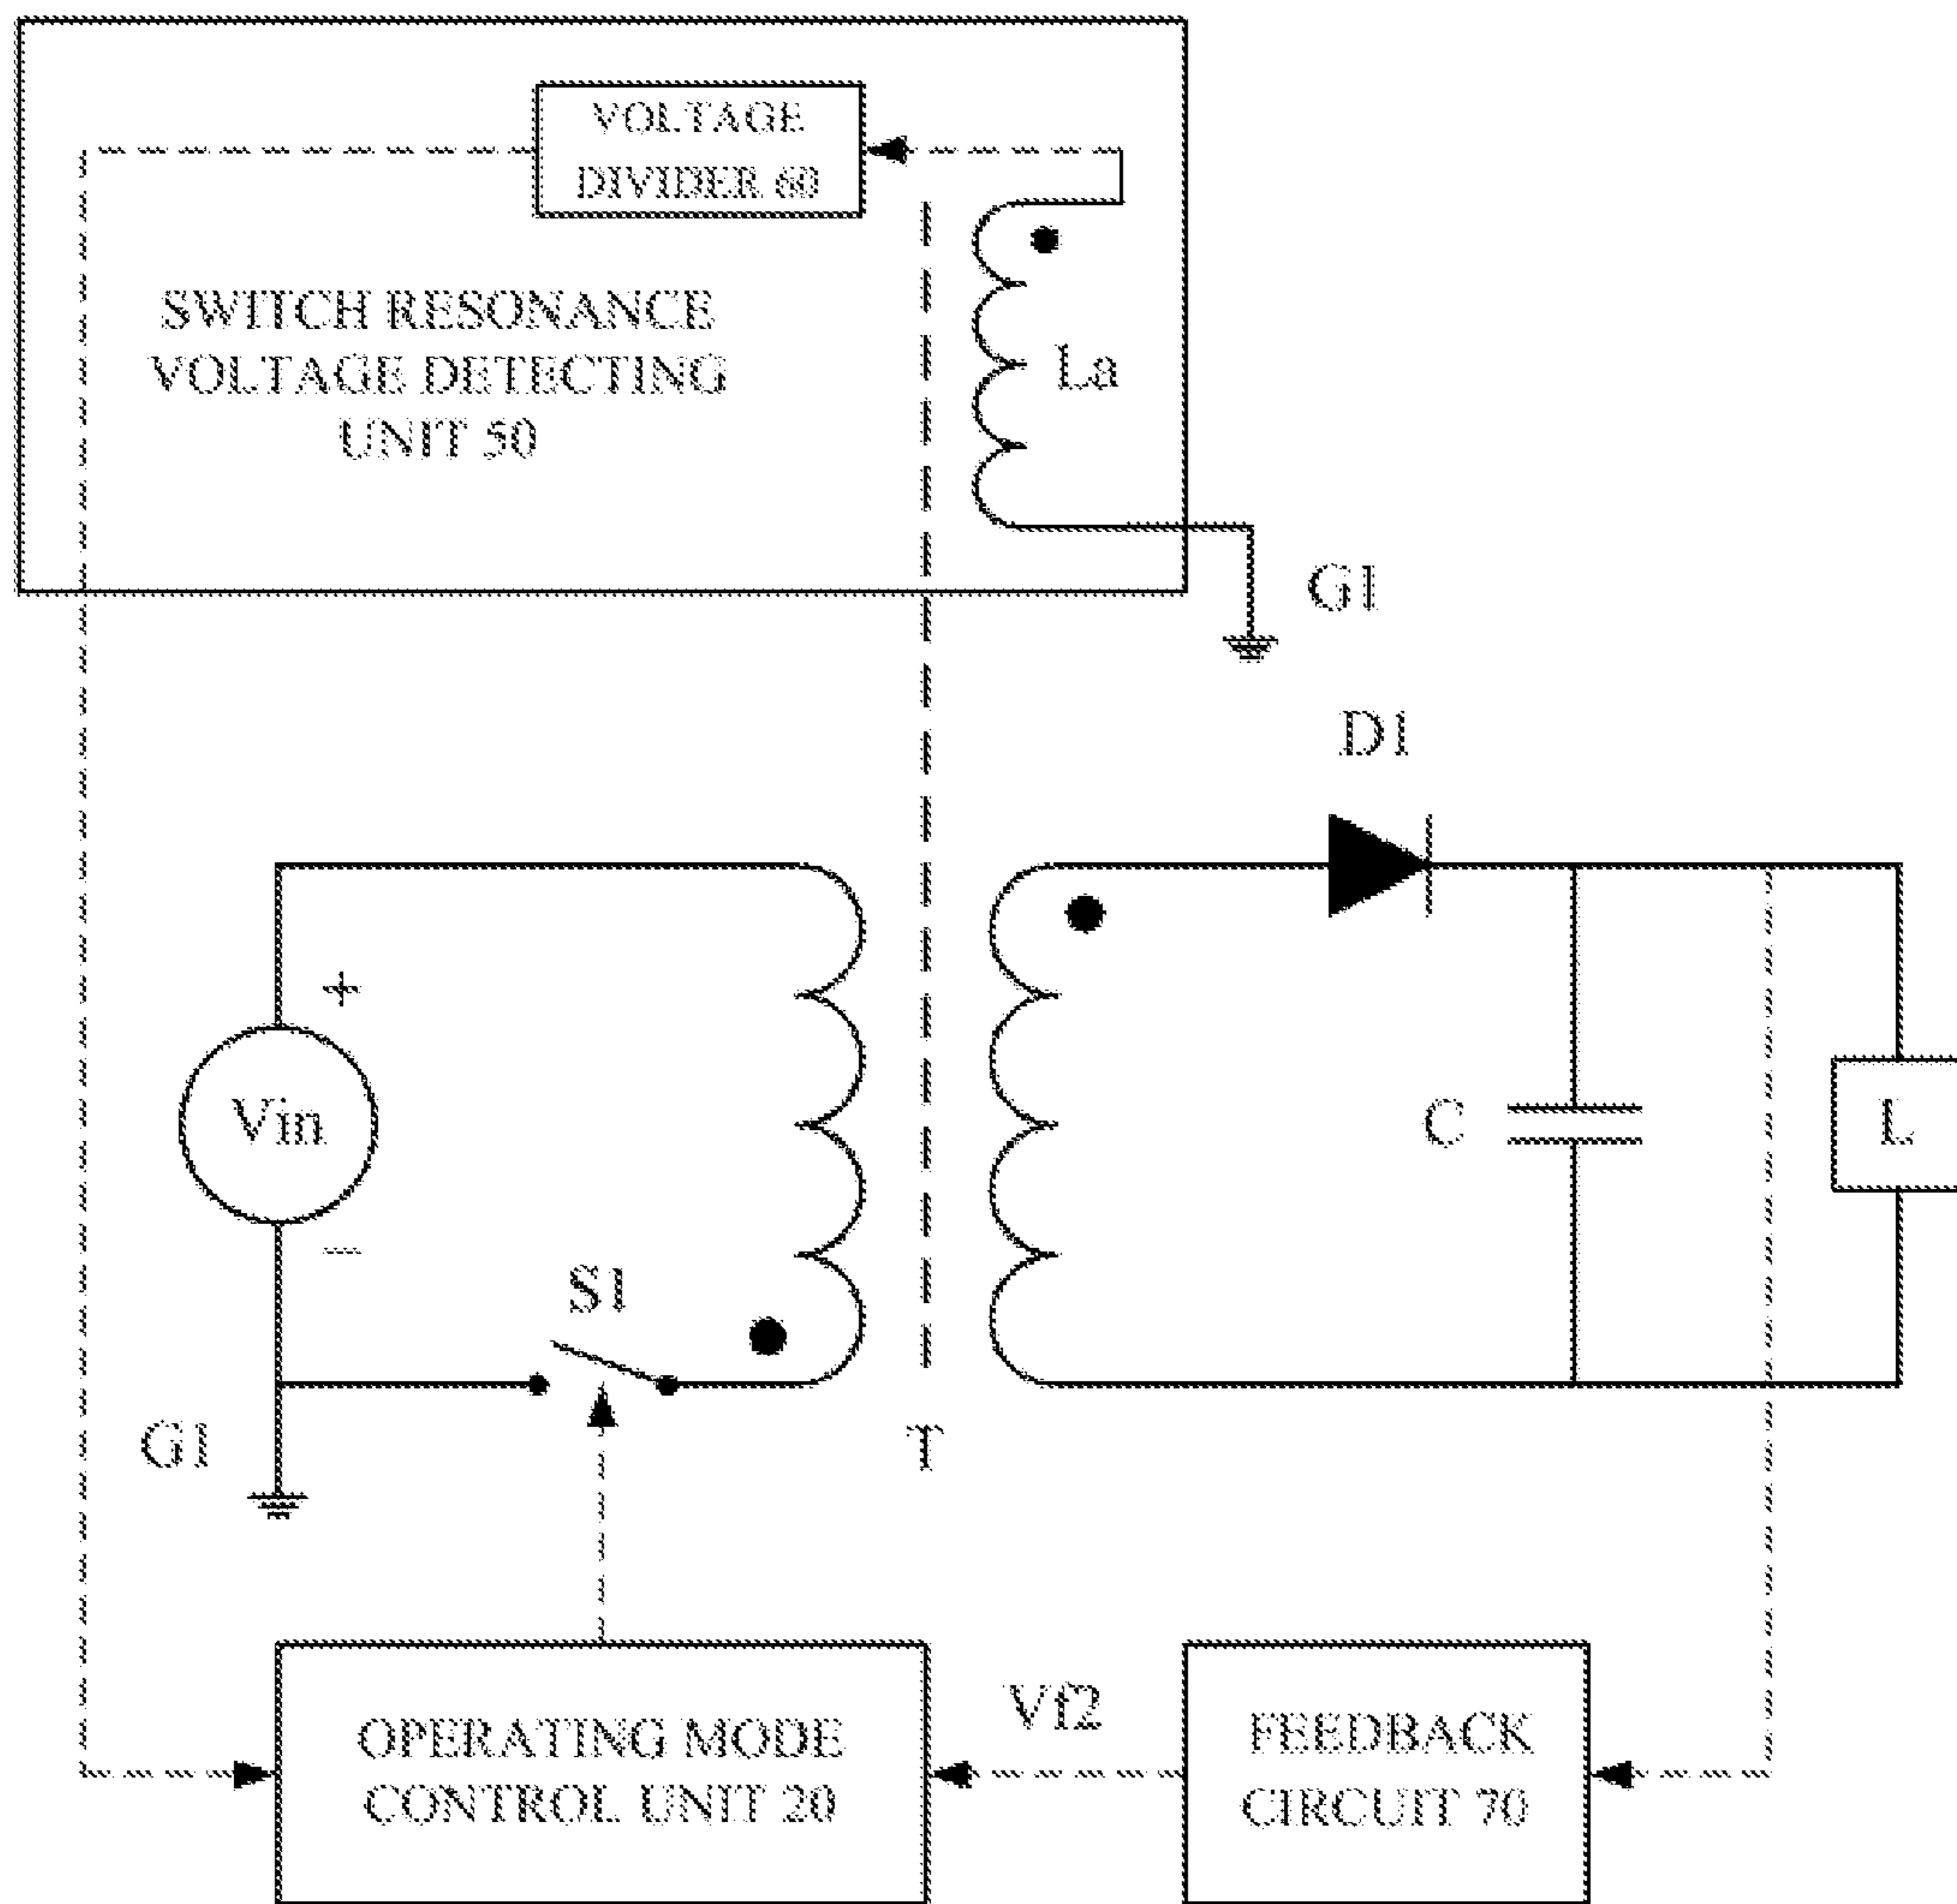 VOLTAGE
DIVIDER 60
SWITCH RESONANCE
VOLTAGE DETECTING
UNIT 50
La
G1
D1
+
Vin
C
L
−
S1
G1
T
Vf2
OPERATING MODE
CONTROL UNIT 20
FEEDBACK
CIRCUIT 70